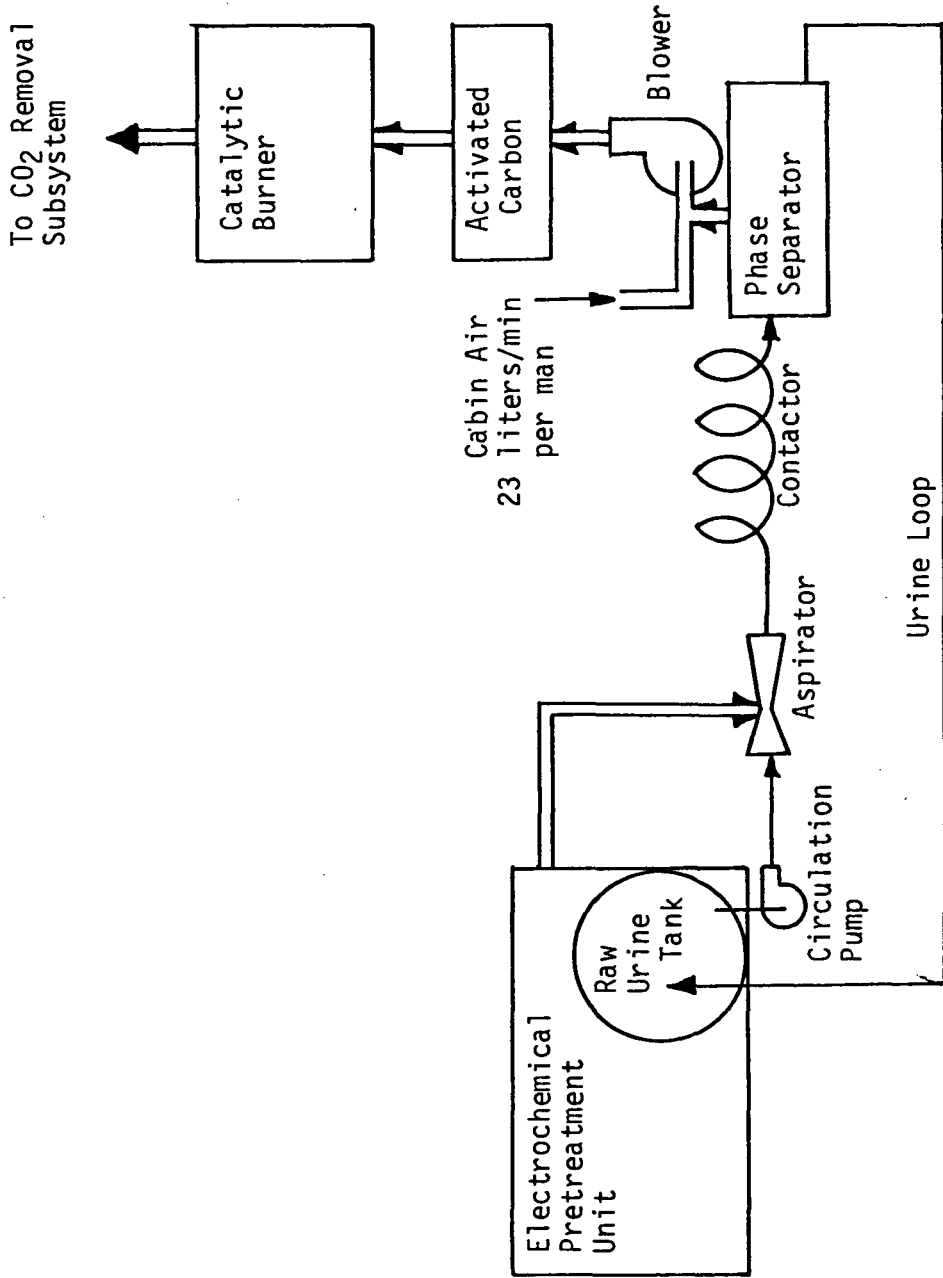 To CO2 Removal
Subsystem
Catalytic
Burner
Activated
Carbon
Blower
Cabin Air
23 liters/min
per man
Phase
Separator
Contactor
Aspirator
Urine Loop
Electrochemical
Pretreatment
Unit
Raw
Urine
Tank
Circulation
Pump